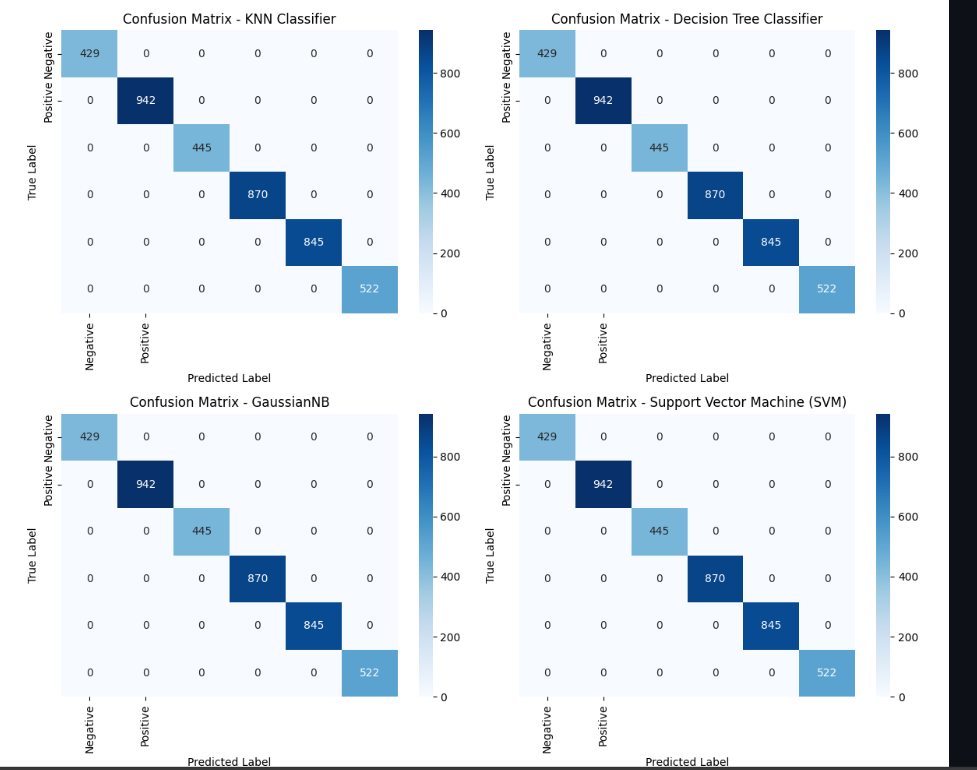 Confusion Matrix - KNN Classifier
Negative
Positive
True Label
429 0 0 0 0 0
0 942 0 0 0 0
0 0 445 0 0 0
0 0 0 870 0 0
0 0 0 0 845 0
0 0 0 0 0 522
Negative
Positive
Predicted Label
800
600
400
200
0
Confusion Matrix - Decision Tree Classifier
Negative
Positive
True Label
429 0 0 0 0 0
0 942 0 0 0 0
0 0 445 0 0 0
0 0 0 870 0 0
0 0 0 0 845 0
0 0 0 0 0 522
Negative
Positive
Predicted Label
800
600
400
200
0
Confusion Matrix - GaussianNB
Negative
Positive
True Label
429 0 0 0 0 0
0 942 0 0 0 0
0 0 445 0 0 0
0 0 0 870 0 0
0 0 0 0 845 0
0 0 0 0 0 522
Negative
Positive
Predicted Label
800
600
400
200
0
Confusion Matrix - Support Vector Machine (SVM)
Negative
Positive
True Label
429 0 0 0 0 0
0 942 0 0 0 0
0 0 445 0 0 0
0 0 0 870 0 0
0 0 0 0 845 0
0 0 0 0 0 522
Negative
Positive
Predicted Label
800
600
400
200
0